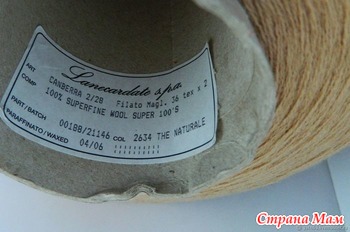 Lanecardate s.p.a.
ART CANBERRA 2/28 Filato Magl. 36 tex x 2
COMP 100% SUPERFINE WOOL SUPER 100'S
PART/BATCH 001BB/21146 COL 2634 THE NATURALE
PARAFFINATO/WAXED 04/06
Страна Мам